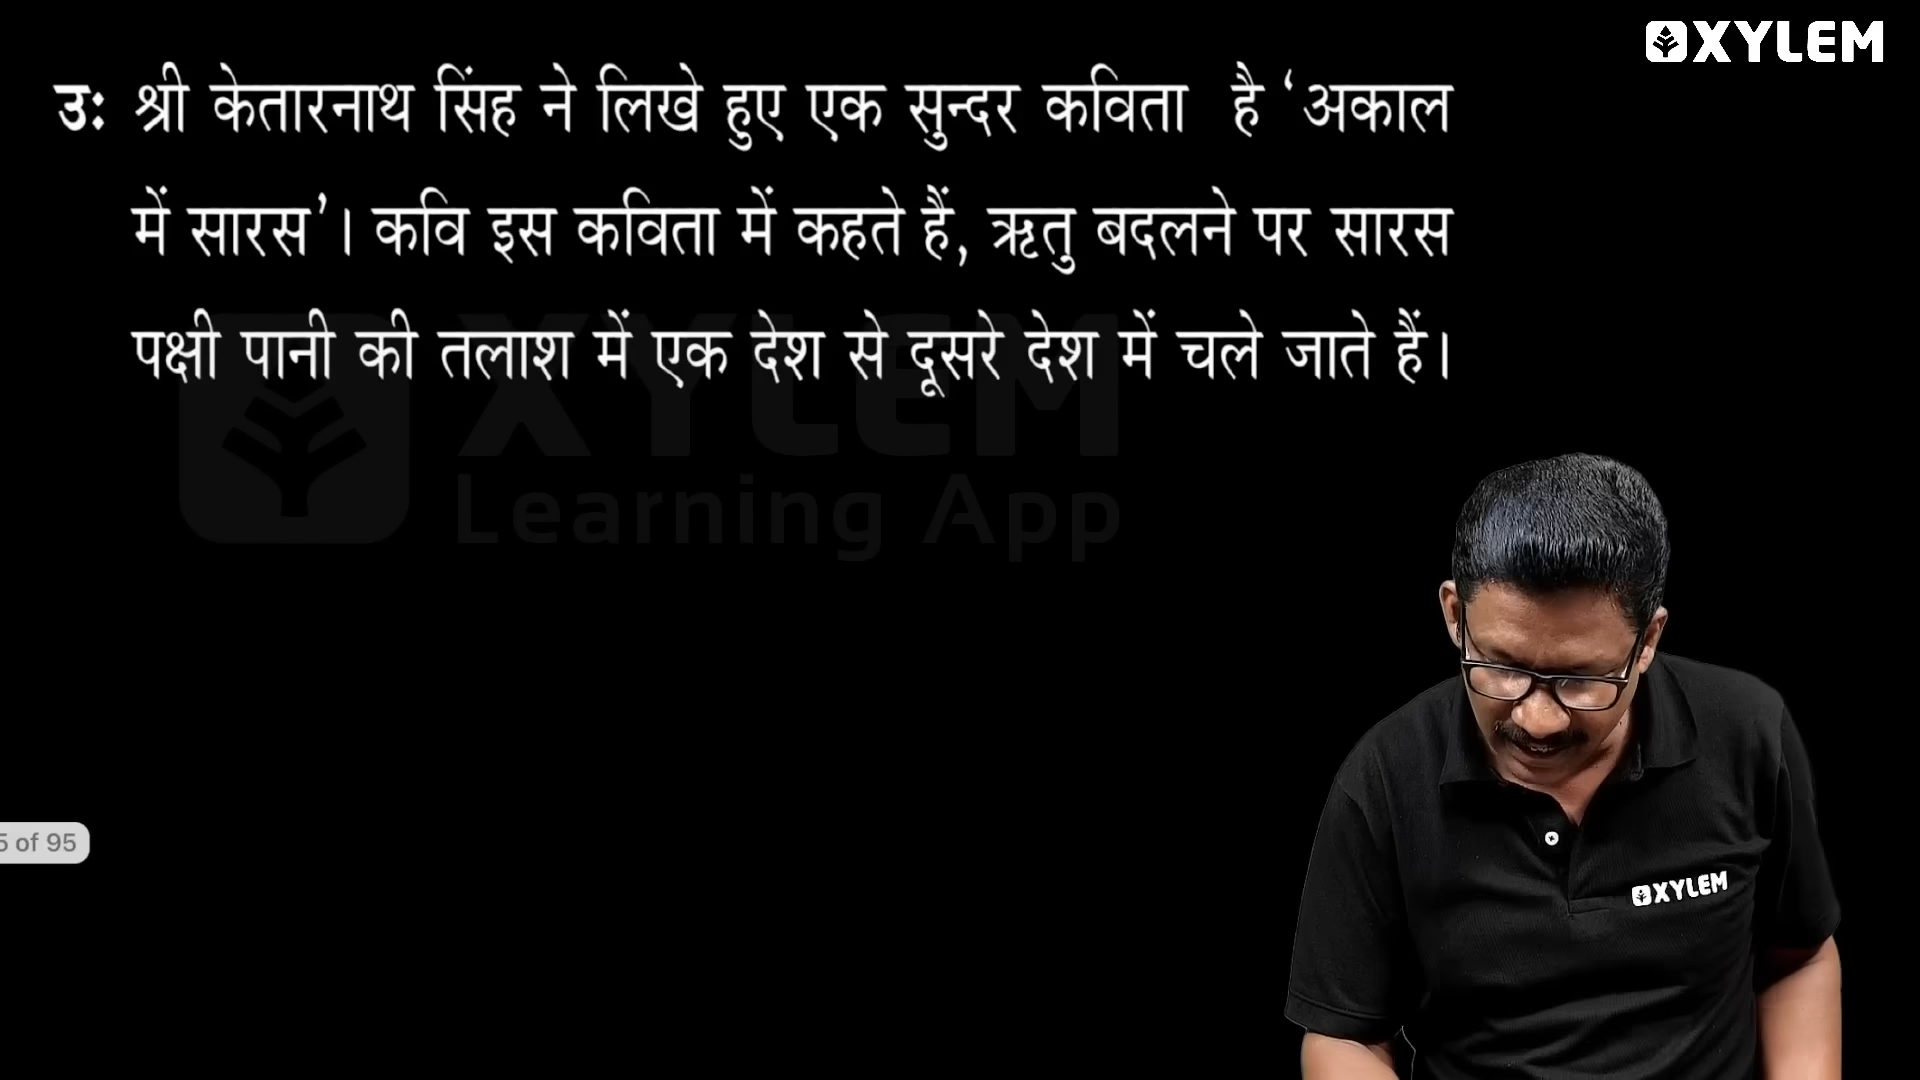 XYLEM
उः श्री केतारनाथ सिंह ने लिखे हुए एक सुन्दर कविता है ‘अकाल
में सारस’। कवि इस कविता में कहते हैं, ऋतु बदलने पर सारस
पक्षी पानी की तलाश में एक देश से दूसरे देश में चले जाते हैं।
XYLEM
Learning App
5 of 95
XYLEM